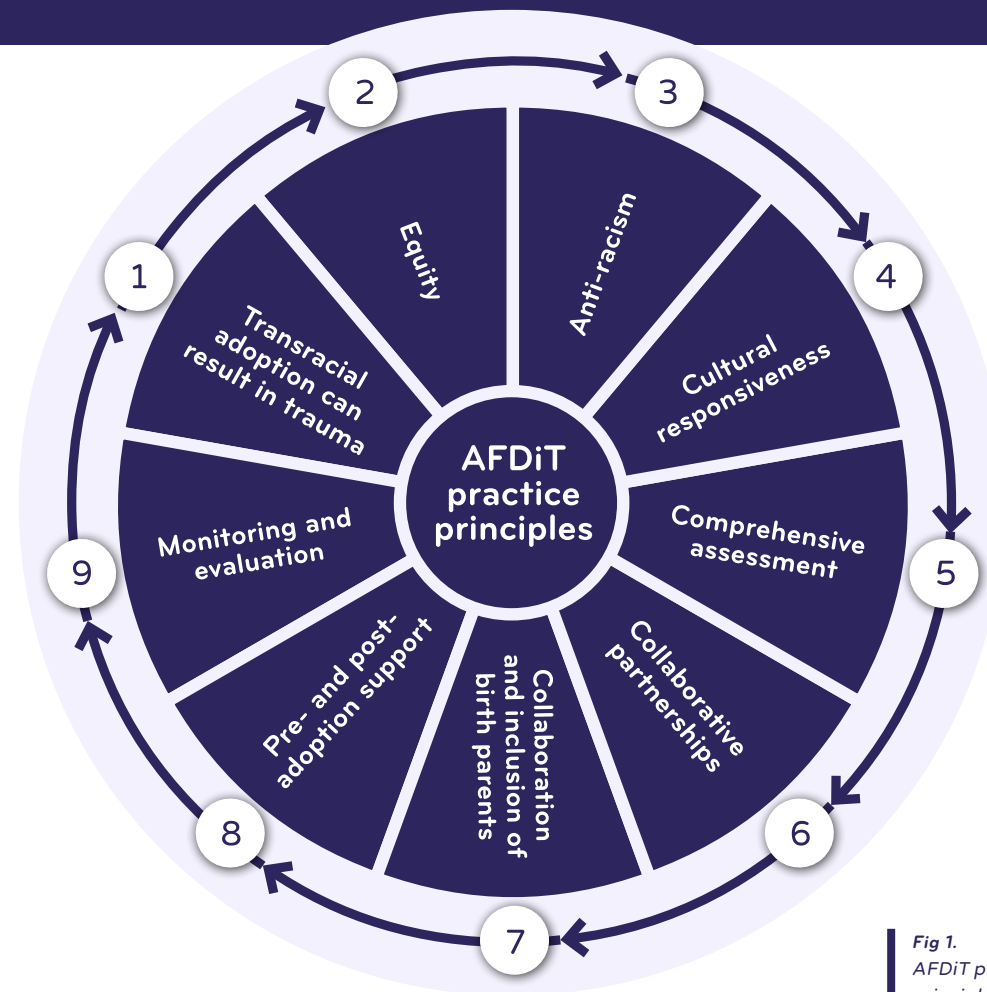 AFDiT
practice
principles
1
Transracial
adoption can
result in trauma
2
Equity
3
Anti-racism
4
Cultural
responsiveness
5
Comprehensive
assessment
6
Collaborative
partnerships
7
Collaboration
and inclusion of
birth parents
8
Pre- and post-
adoption support
9
Monitoring and
evaluation
Fig 1.
AFDiT p